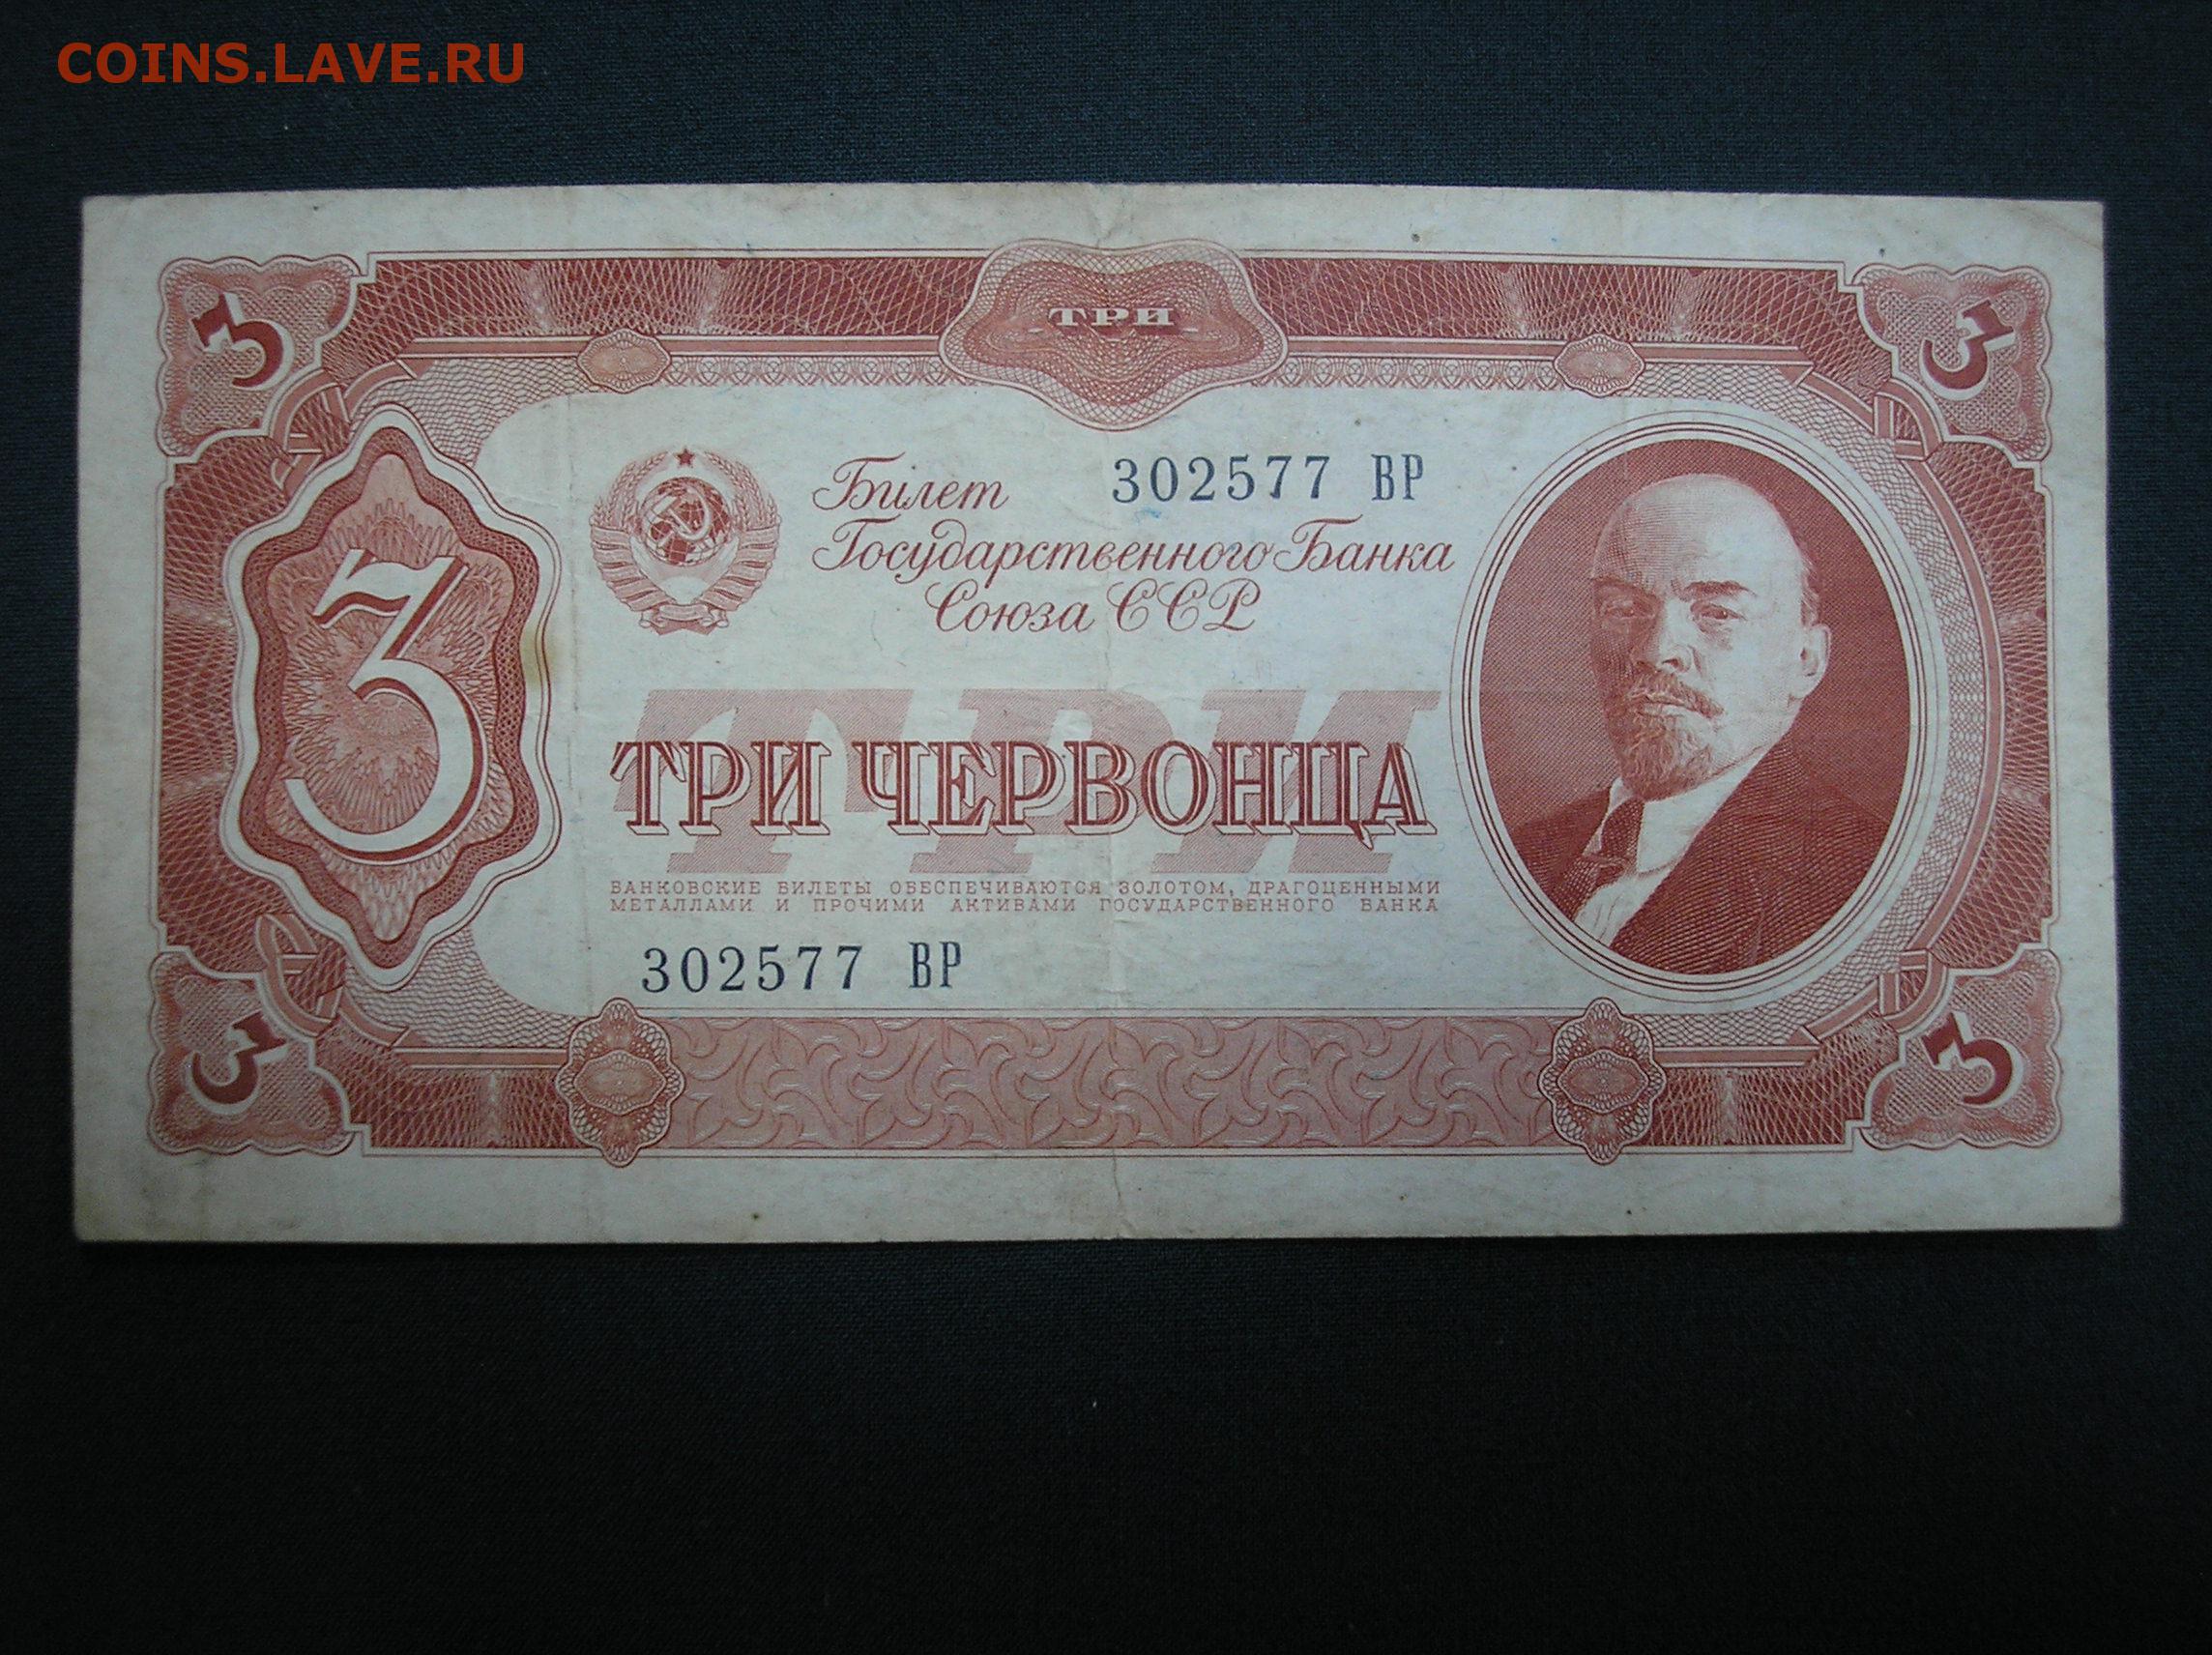 COINS.LAVE.RU
3 ТРИ 3
Билет 302577 ВР
Государственного Банка
Союза ССР
3
ТРИ
ТРИ ЧЕРВОНЦА
БАНКОВСКИЕ БИЛЕТЫ ОБЕСПЕЧИВАЮТСЯ ЗОЛОТОМ, ДРАГОЦЕННЫМИ
МЕТАЛЛАМИ И ПРОЧИМИ АКТИВАМИ ГОСУДАРСТВЕННОГО БАНКА
302577 ВР
3 3